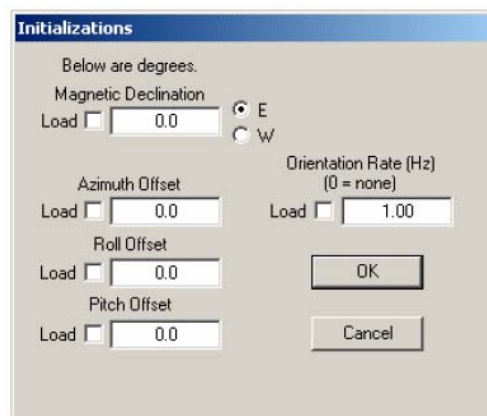 Initializations
Below are degrees.
Magnetic Declination
Load 0.0 E
W
Azimuth Offset
Load 0.0
Orientation Rate (Hz)
(0 = none)
Load 1.00
Roll Offset
Load 0.0
OK
Pitch Offset
Load 0.0
Cancel